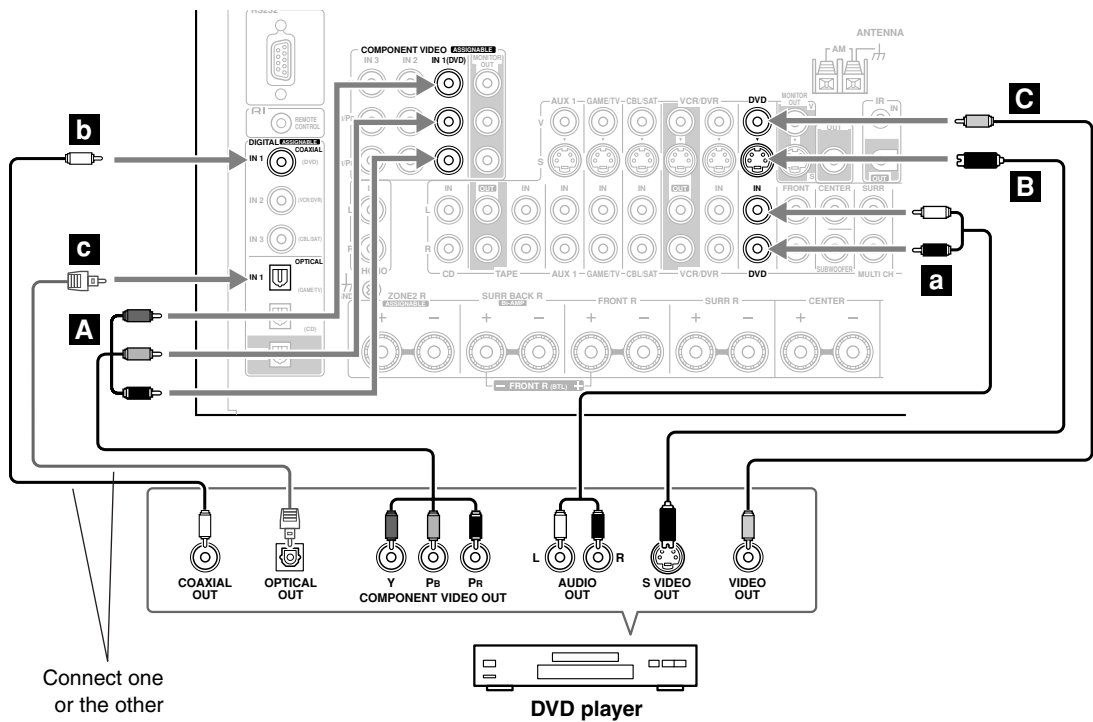 RS232
ANTENNA
AM
COMPONENT VIDEO ASSIGNABLE
IN 3 IN 2 IN 1(DVD) MONITOR OUT
RI
REMOTE CONTROL
DIGITAL ASSIGNABLE
COAXIAL
IN 1 (DVD)
IN 2 (VCR/DVR)
IN 3 (CBL/SAT)
OPTICAL
IN 1 (GAME/TV)
(CD)
AUX 1 GAME/TV CBL/SAT VCR/DVR DVD
MONITOR OUT
V
S
V
S
OUT
IR
IN
OUT
IN OUT IN IN IN IN OUT IN IN FRONT CENTER SURR
L
R
L
R
CD TAPE AUX 1 GAME/TV CBL/SAT VCR/DVR DVD SUBWOOFER MULTI CH
GND
ZONE2 R
ASSIGNABLE
SURR BACK R
BI-AMP
FRONT R
SURR R
CENTER
+ − + − + − + − + −
− FRONT R (BTL) +
b
c
A
C
B
a
COAXIAL OUT
OPTICAL OUT
Y PB PR
COMPONENT VIDEO OUT
L R
AUDIO OUT
S VIDEO OUT
VIDEO OUT
Connect one
or the other
DVD player